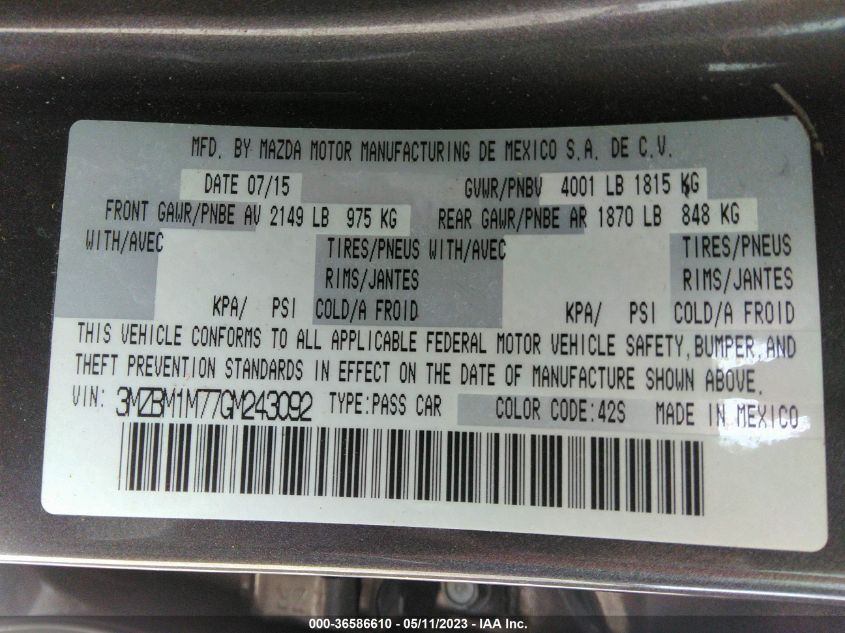 MFD. BY MAZDA MOTOR MANUFACTURING DE MEXICO S.A. DE C.V.
DATE 07/15 GVWR/PNBV 4001 LB 1815 KG
FRONT GAWR/PNBE AV 2149 LB 975 KG REAR GAWR/PNBE AR 1870 LB 848 KG
WITH/AVEC TIRES/PNEUS WITH/AVEC TIRES/PNEUS
RIMS/JANTES RIMS/JANTES
KPA/ PSI COLD/A FROID KPA/ PSI COLD/A FROID
THIS VEHICLE CONFORMS TO ALL APPLICABLE FEDERAL MOTOR VEHICLE SAFETY, BUMPER, AND
THEFT PREVENTION STANDARDS IN EFFECT ON THE DATE OF MANUFACTURE SHOWN ABOVE.
VIN: 3MZBM1M77GM243092 TYPE:PASS CAR COLOR CODE:42S MADE IN MEXICO
000-36586610 - 05/11/2023 - IAA Inc.